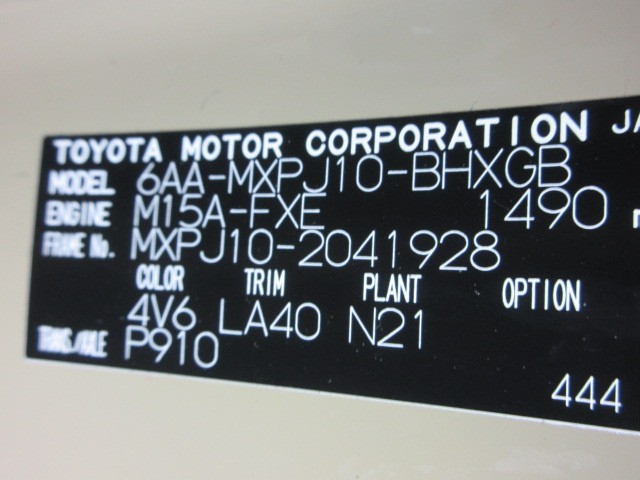 TOYOTA MOTOR CORPORATION JA
MODEL 6AA-MXPJ10-BHXGB
ENGINE M15A-FXE 1490
FRAME No. MXPJ10-2041928
COLOR TRIM PLANT OPTION
4V6 LA40 N21
TRANS/AXLE P910
444